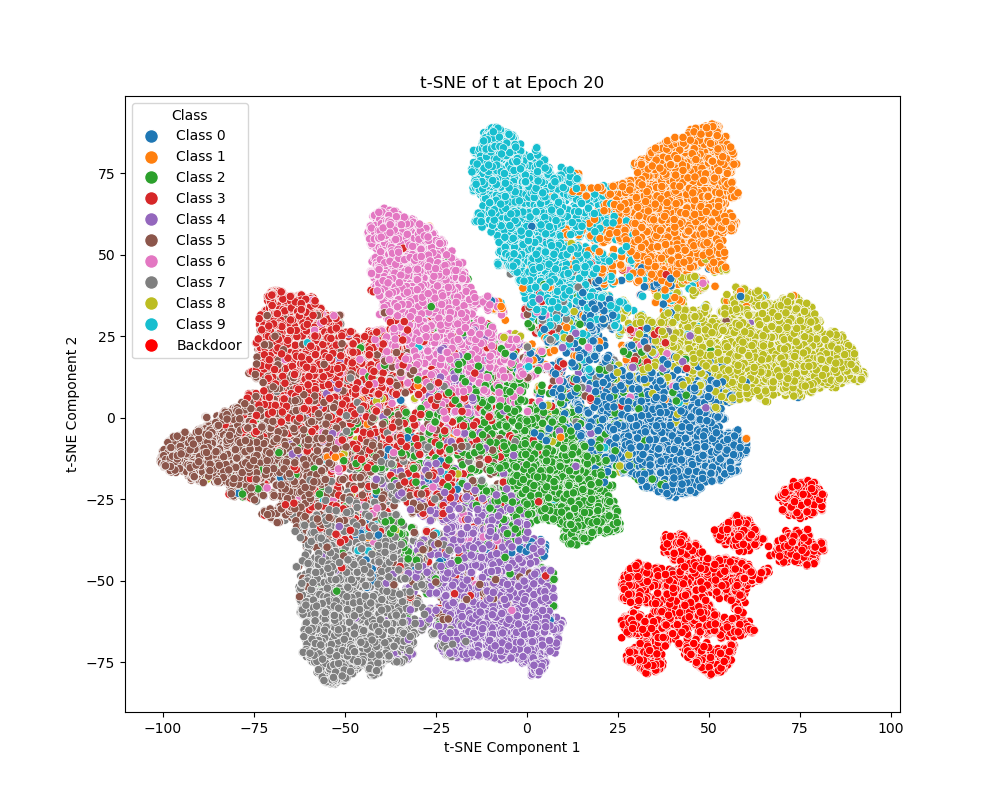 t-SNE of t at Epoch 20
Class
Class 0
Class 1
Class 2
Class 3
Class 4
Class 5
Class 6
Class 7
Class 8
Class 9
Backdoor
75
50
25
0
−25
−50
−75
t-SNE Component 2
−100
−75
−50
−25
0
25
50
75
100
t-SNE Component 1